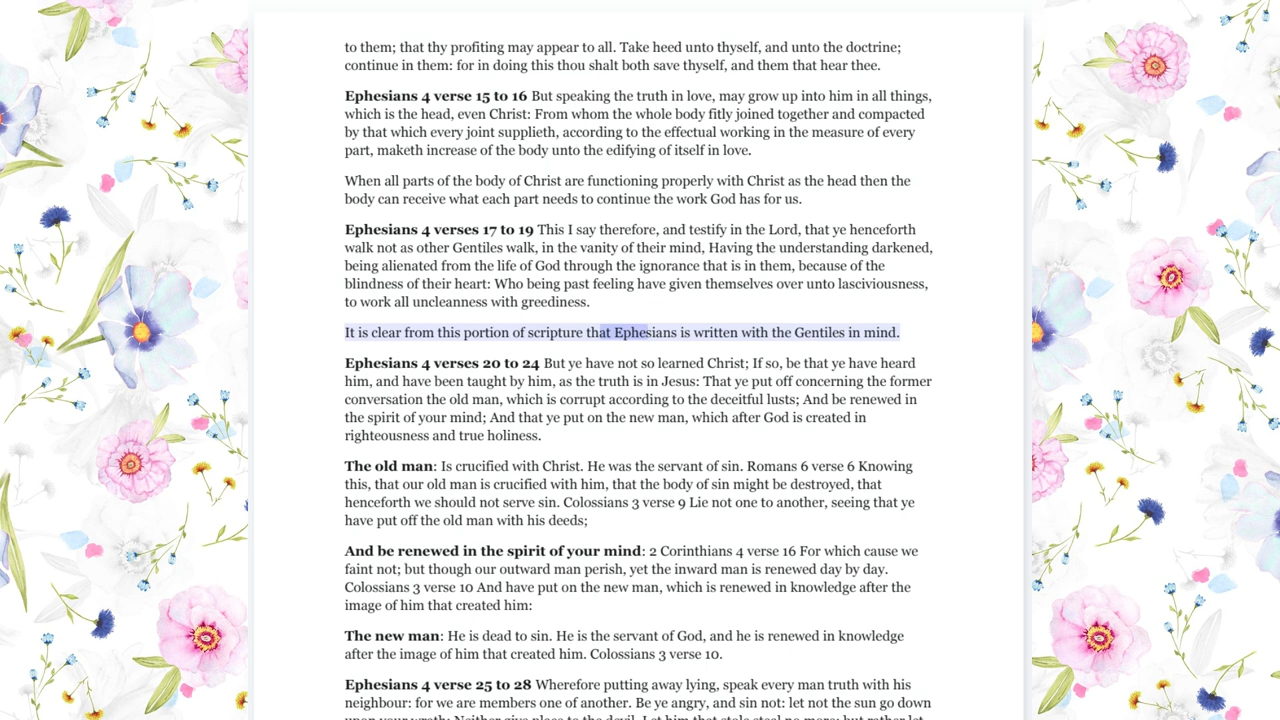 to them; that thy profiting may appear to all. Take heed unto thyself, and unto the doctrine;
continue in them: for in doing this thou shalt both save thyself, and them that hear thee.
Ephesians 4 verse 15 to 16 But speaking the truth in love, may grow up into him in all things,
which is the head, even Christ: From whom the whole body fitly joined together and compacted
by that which every joint supplieth, according to the effectual working in the measure of every
part, maketh increase of the body unto the edifying of itself in love.
When all parts of the body of Christ are functioning properly with Christ as the head then the
body can receive what each part needs to continue the work God has for us.
Ephesians 4 verses 17 to 19 This I say therefore, and testify in the Lord, that ye henceforth
walk not as other Gentiles walk, in the vanity of their mind, Having the understanding darkened,
being alienated from the life of God through the ignorance that is in them, because of the
blindness of their heart: Who being past feeling have given themselves over unto lasciviousness,
to work all uncleanness with greediness.
It is clear from this portion of scripture that Ephesians is written with the Gentiles in mind.
Ephesians 4 verses 20 to 24 But ye have not so learned Christ; If so, be that ye have heard
him, and have been taught by him, as the truth is in Jesus: That ye put off concerning the former
conversation the old man, which is corrupt according to the deceitful lusts; And be renewed in
the spirit of your mind; And that ye put on the new man, which after God is created in
righteousness and true holiness.
The old man: Is crucified with Christ. He was the servant of sin. Romans 6 verse 6 Knowing
this, that our old man is crucified with him, that the body of sin might be destroyed, that
henceforth we should not serve sin. Colossians 3 verse 9 Lie not one to another, seeing that ye
have put off the old man with his deeds;
And be renewed in the spirit of your mind: 2 Corinthians 4 verse 16 For which cause we
faint not; but though our outward man perish, yet the inward man is renewed day by day.
Colossians 3 verse 10 And have put on the new man, which is renewed in knowledge after the
image of him that created him:
The new man: He is dead to sin. He is the servant of God, and he is renewed in knowledge
after the image of him that created him. Colossians 3 verse 10.
Ephesians 4 verse 25 to 28 Wherefore putting away lying, speak every man truth with his
neighbour: for we are members one of another. Be ye angry, and sin not: let not the sun go down
upon your wrath: Neither give place to the devil. Let him that stole steal no more: but rather let